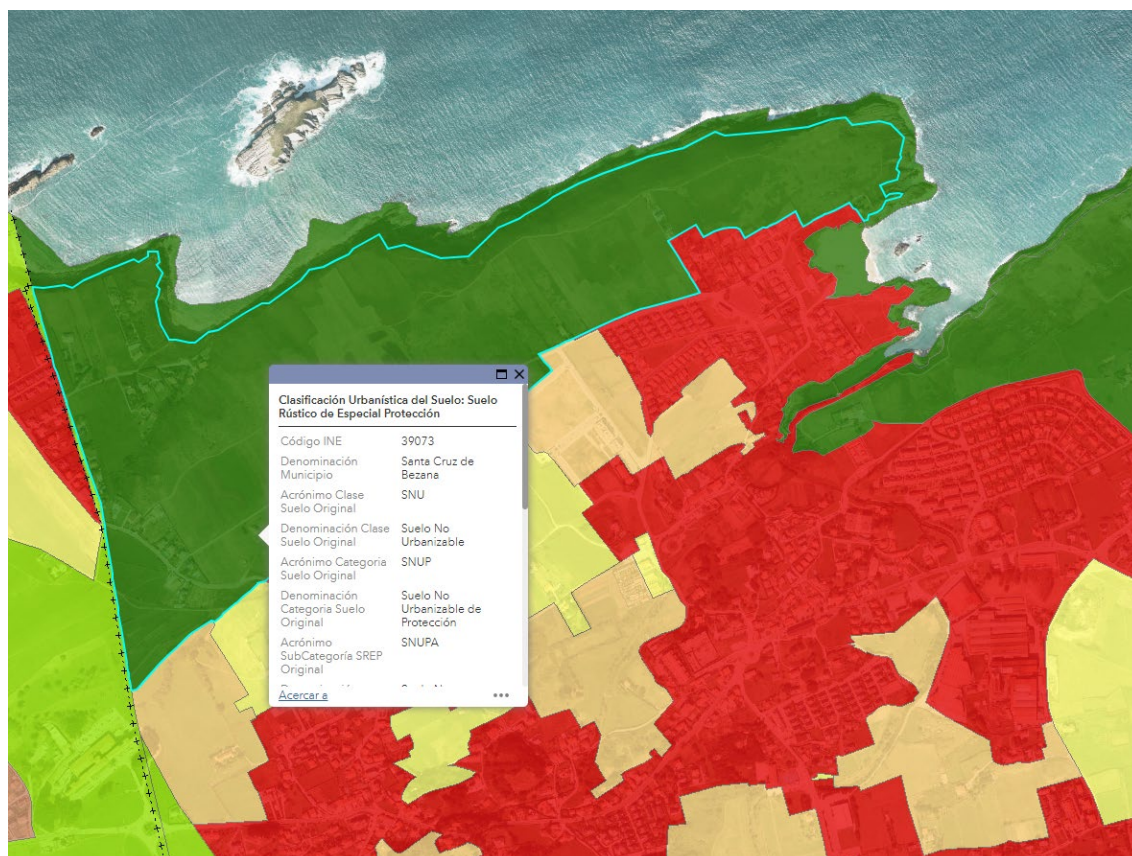 Clasificación Urbanística del Suelo: Suelo
Rústico de Especial Protección
Código INE 39073
Denominación Santa Cruz de
Municipio Bezana
Acrónimo Clase SNU
Suelo Original
Denominación Clase Suelo No
Suelo Original Urbanizable
Acrónimo Categoria SNUP
Suelo Original
Denominación Suelo No
Categoria Suelo Urbanizable de
Original Protección
Acrónimo SNUPA
SubCategoría SREP
Original
Acercar a